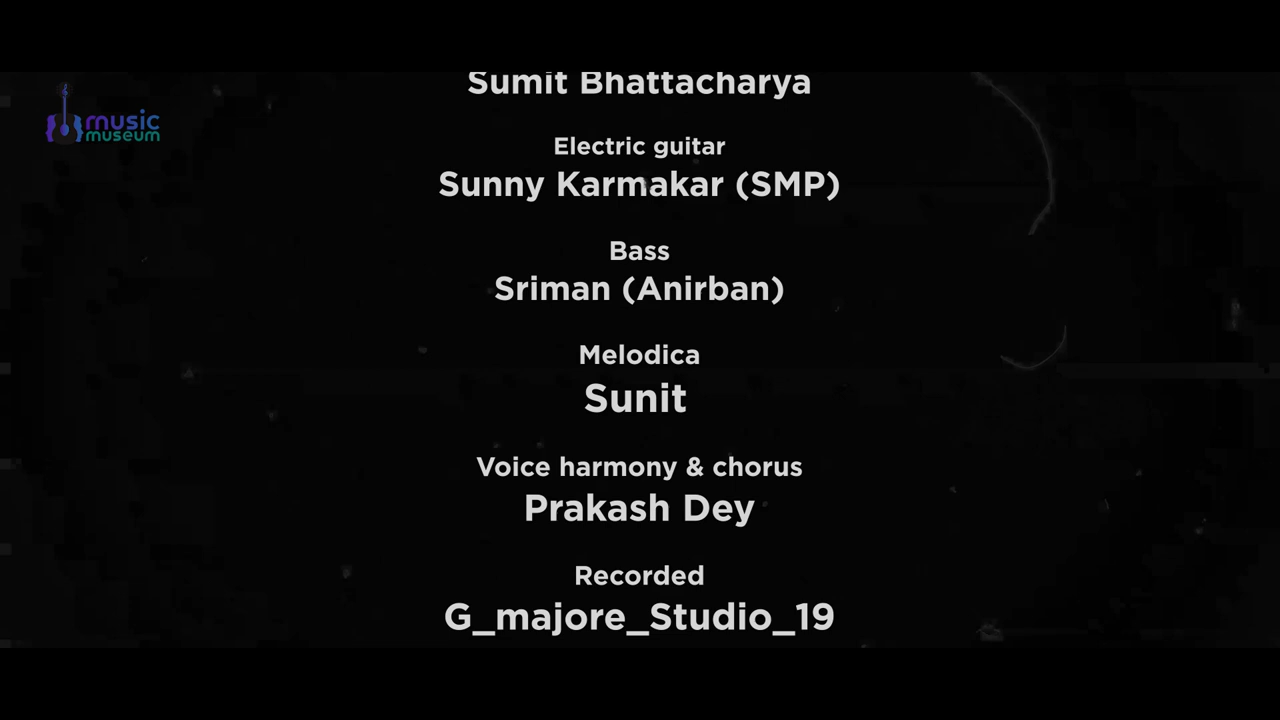 Sumit Bhattacharya
music
museum
Electric guitar
Sunny Karmakar (SMP)
Bass
Sriman (Anirban)
Melodica
Sunit
Voice harmony & chorus
Prakash Dey
Recorded
G_majore_Studio_19